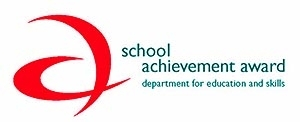 school
achievement award
department for education and skills